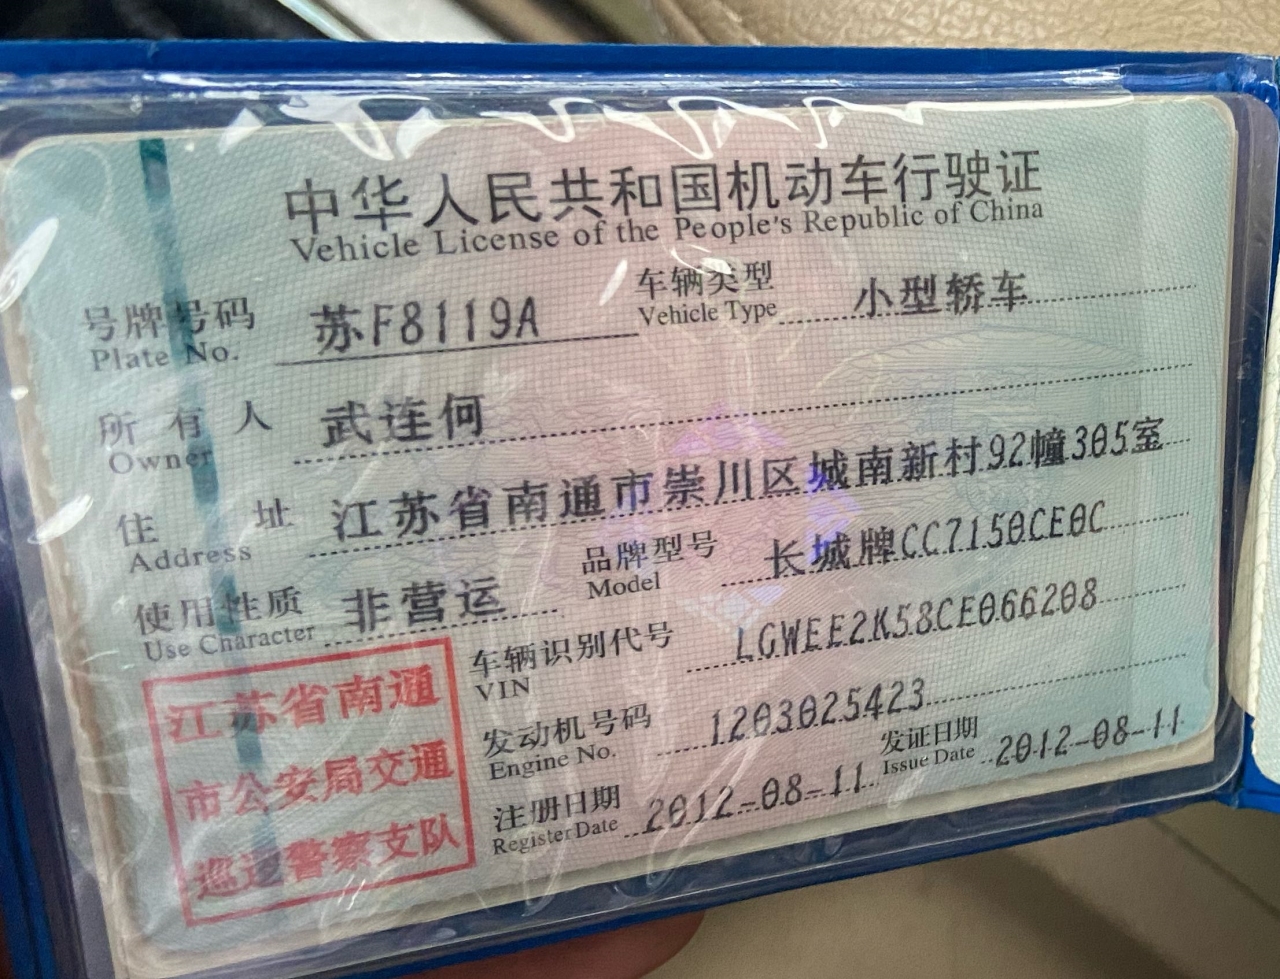 中华人民共和国机动车行驶证
Vehicle License of the People's Republic of China
号牌号码 苏F8119A 车辆类型 小型轿车
Plate No. Vehicle Type
所有人 武连何
Owner
住址 江苏省南通市崇川区城南新村92幢305室
Address
使用性质 非营运 品牌型号 长城牌CC7150CE0C
Use Character Model
车辆识别代号 LGWEE2K58CE066208
VIN
发动机号码 1203025423
Engine No.
注册日期 2012-08-11 发证日期 2012-08-11
Register Date Issue Date
江苏省南通
市公安局交通
巡逻警察支队